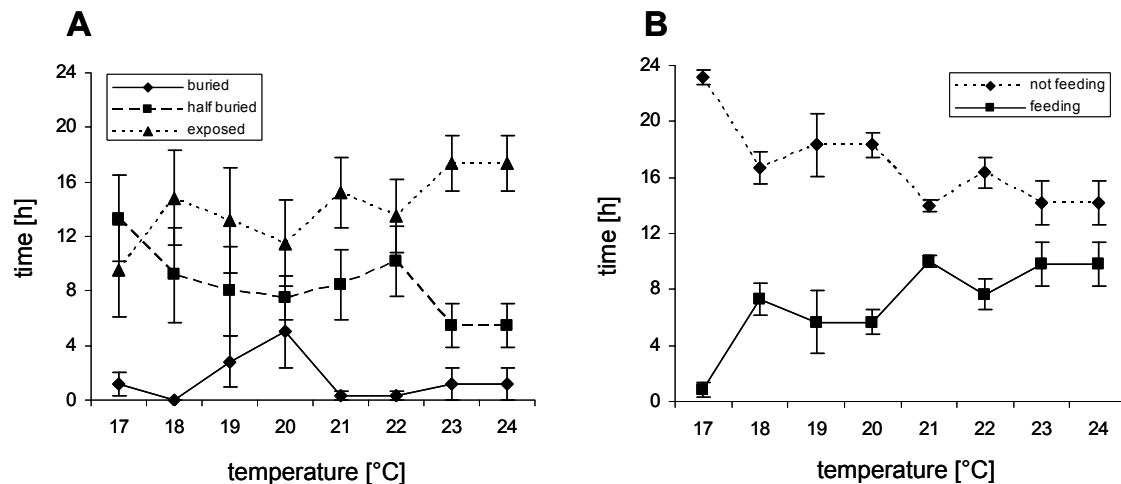 A
24
20
16
12
8
4
0
time [h]
buried
half buried
exposed
17 18 19 20 21 22 23 24
temperature [°C]
B
24
20
16
12
8
4
0
time [h]
not feeding
feeding
17 18 19 20 21 22 23 24
temperature [°C]